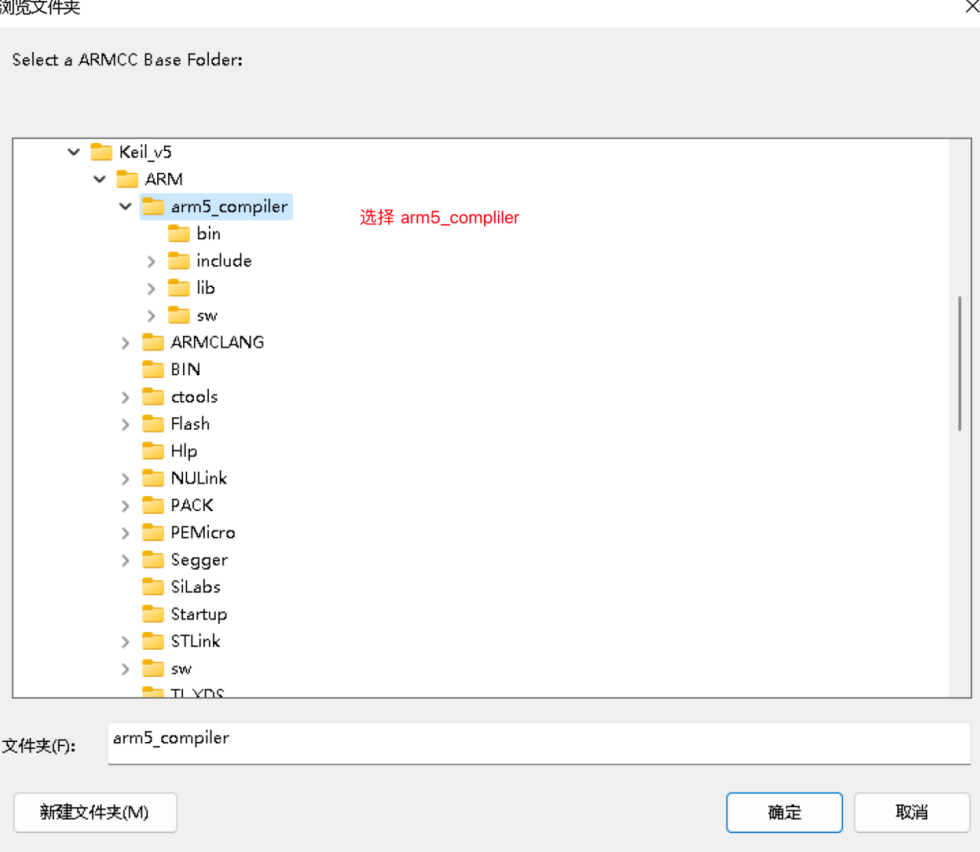 浏览文件夹
Select a ARMCC Base Folder:
Keil_v5
ARM
arm5_compiler
选择 arm5_compliler
bin
include
lib
sw
ARMCLANG
BIN
ctools
Flash
Hlp
NULink
PACK
PEMicro
Segger
SiLabs
Startup
STLink
sw
TI_XDS
文件夹(F):
arm5_compiler
新建文件夹(M)
确定
取消